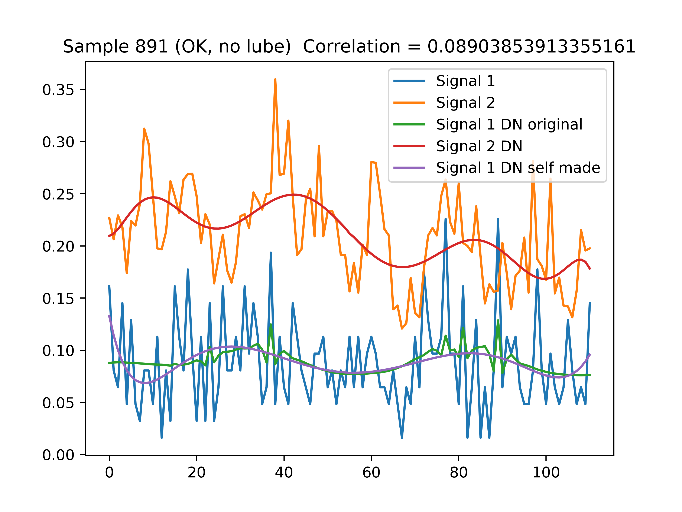 Sample 891 (OK, no lube)  Correlation = 0.08903853913355161
Signal 1
Signal 2
Signal 1 DN original
Signal 2 DN
Signal 1 DN self made
0.35
0.30
0.25
0.20
0.15
0.10
0.05
0.00
0 20 40 60 80 100